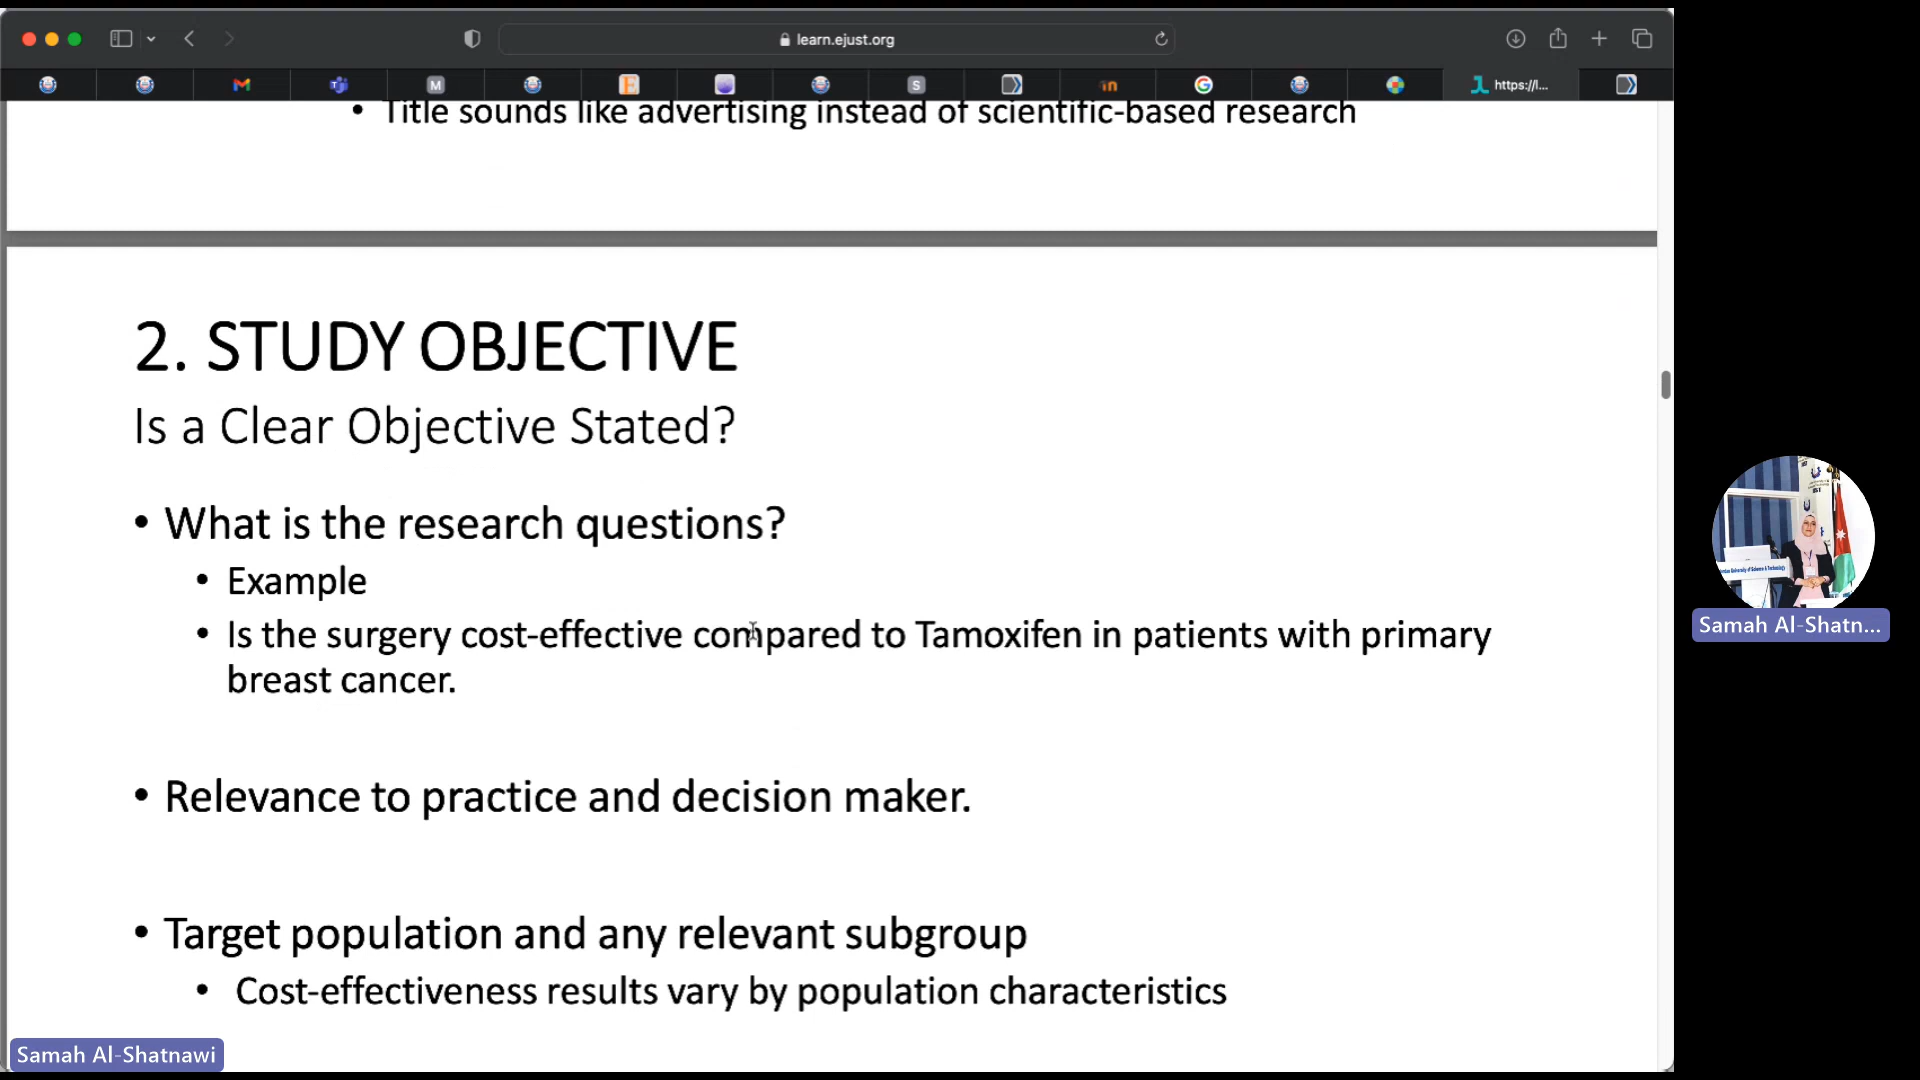 learn.ejust.org
M
S
in
G
https://l...
• Title sounds like advertising instead of scientific-based research
2. STUDY OBJECTIVE
Is a Clear Objective Stated?
• What is the research questions?
• Example
• Is the surgery cost-effective compared to Tamoxifen in patients with primary
breast cancer.
• Relevance to practice and decision maker.
• Target population and any relevant subgroup
• Cost-effectiveness results vary by population characteristics
Samah Al-Shatn...
Samah Al-Shatnawi